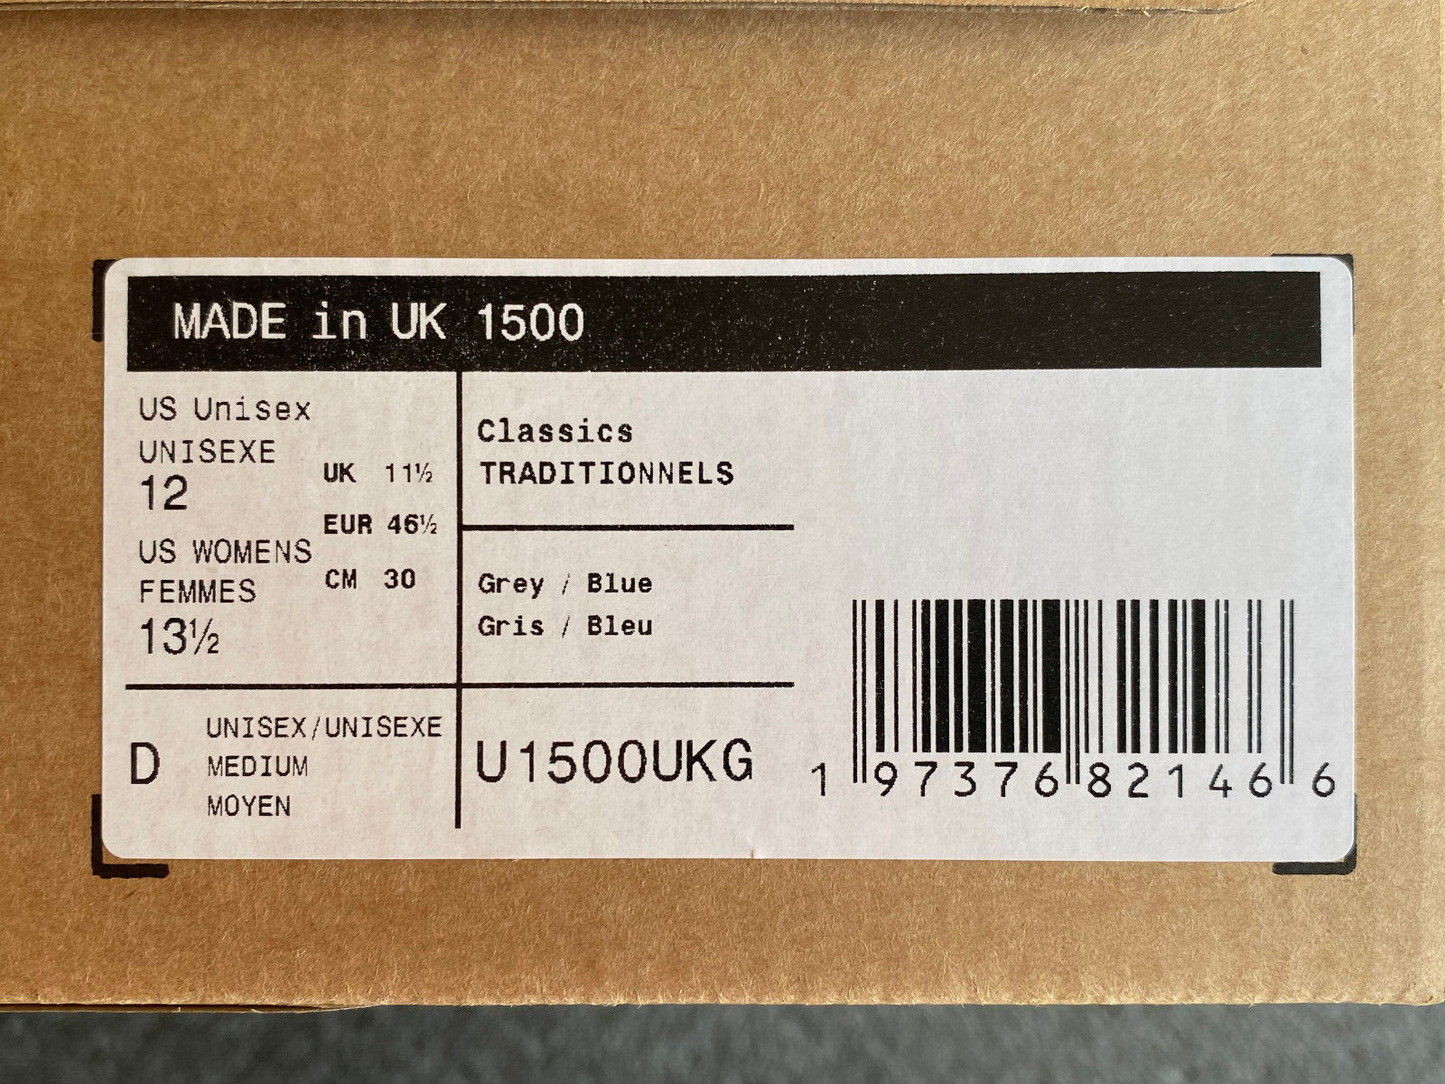 MADE in UK 1500
US Unisex
UNISEXE
12
US WOMENS
FEMMES
13½
UK 11½
EUR 46½
CM 30
Classics
TRADITIONNELS
Grey / Blue
Gris / Bleu
D
UNISEX/UNISEXE
MEDIUM
MOYEN
U1500UKG
1 97376 82146 6